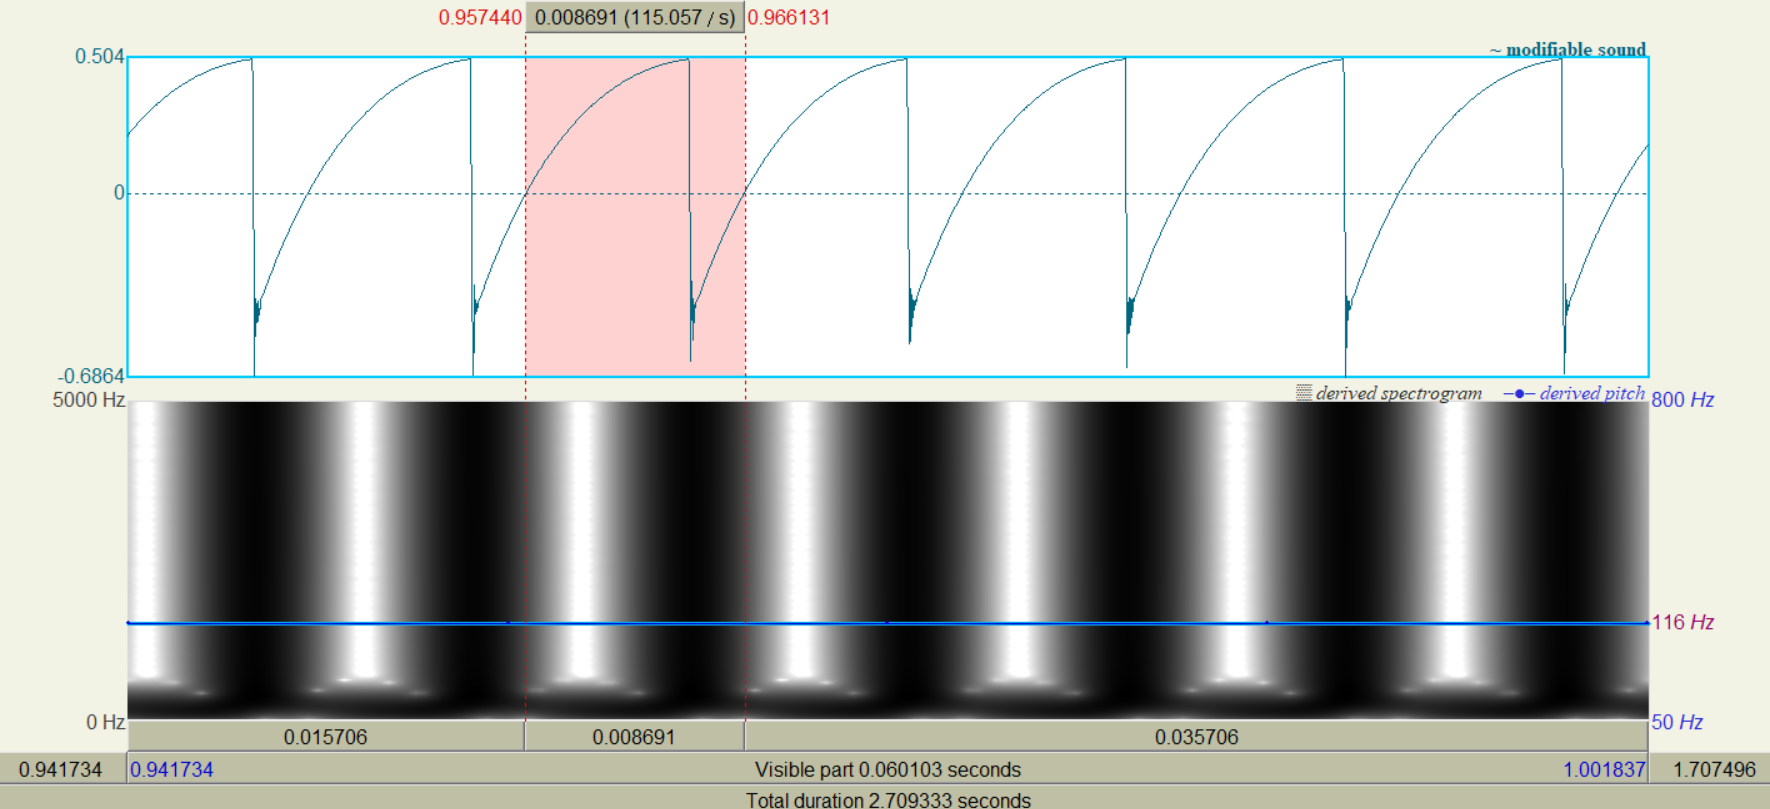 0.957440 0.008691 (115.057 / s) 0.966131
0.504 ~ modifiable sound
0
-0.6864
5000 Hz derived spectrogram derived pitch 800 Hz
116 Hz
0 Hz 50 Hz
0.015706 0.008691 0.035706
0.941734 0.941734 Visible part 0.060103 seconds 1.001837 1.707496
Total duration 2.709333 seconds